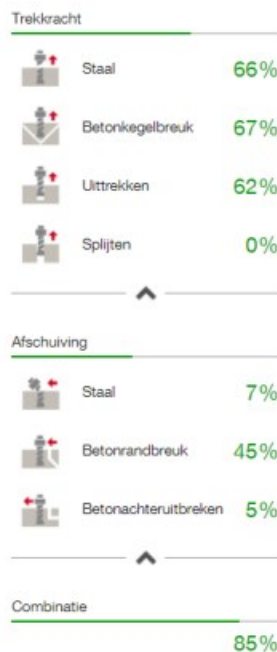 Trekkracht
Staal 66%
Betonkegelbreuk 67%
Uittrekken 62%
Splijten 0%
Afschuiving
Staal 7%
Betonrandbreuk 45%
Betonachteruitbreken 5%
Combinatie
85%